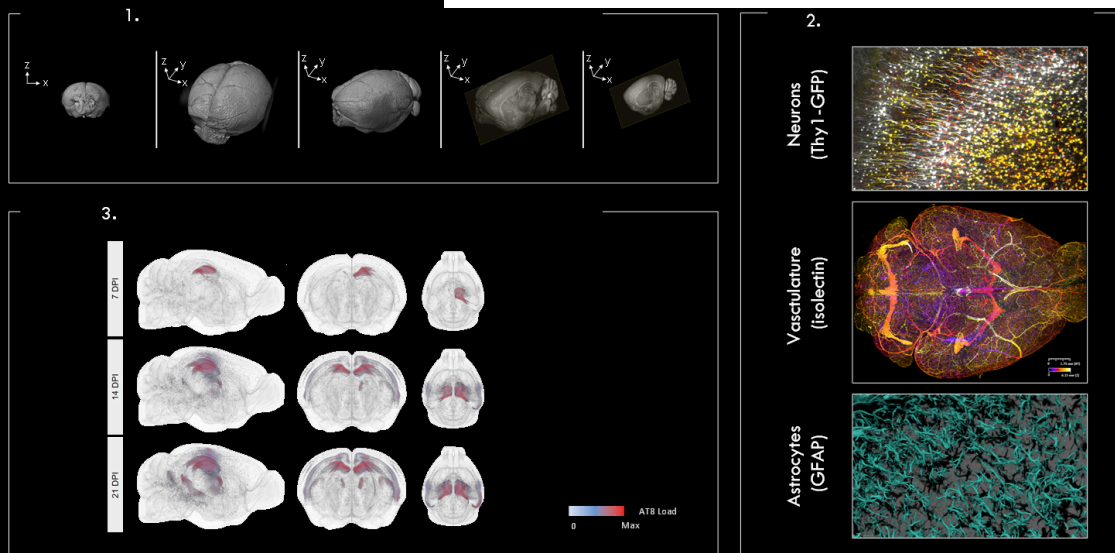 1.
z
x
z
y
x
z
y
x
z
y
x
z
y
x
2.
Neurons
(Thy1-GFP)
Vasctulature
(isolectin)
Astrocytes
(GFAP)
3.
7 DPI
14 DPI
21 DPI
AT8 Load
0
Max